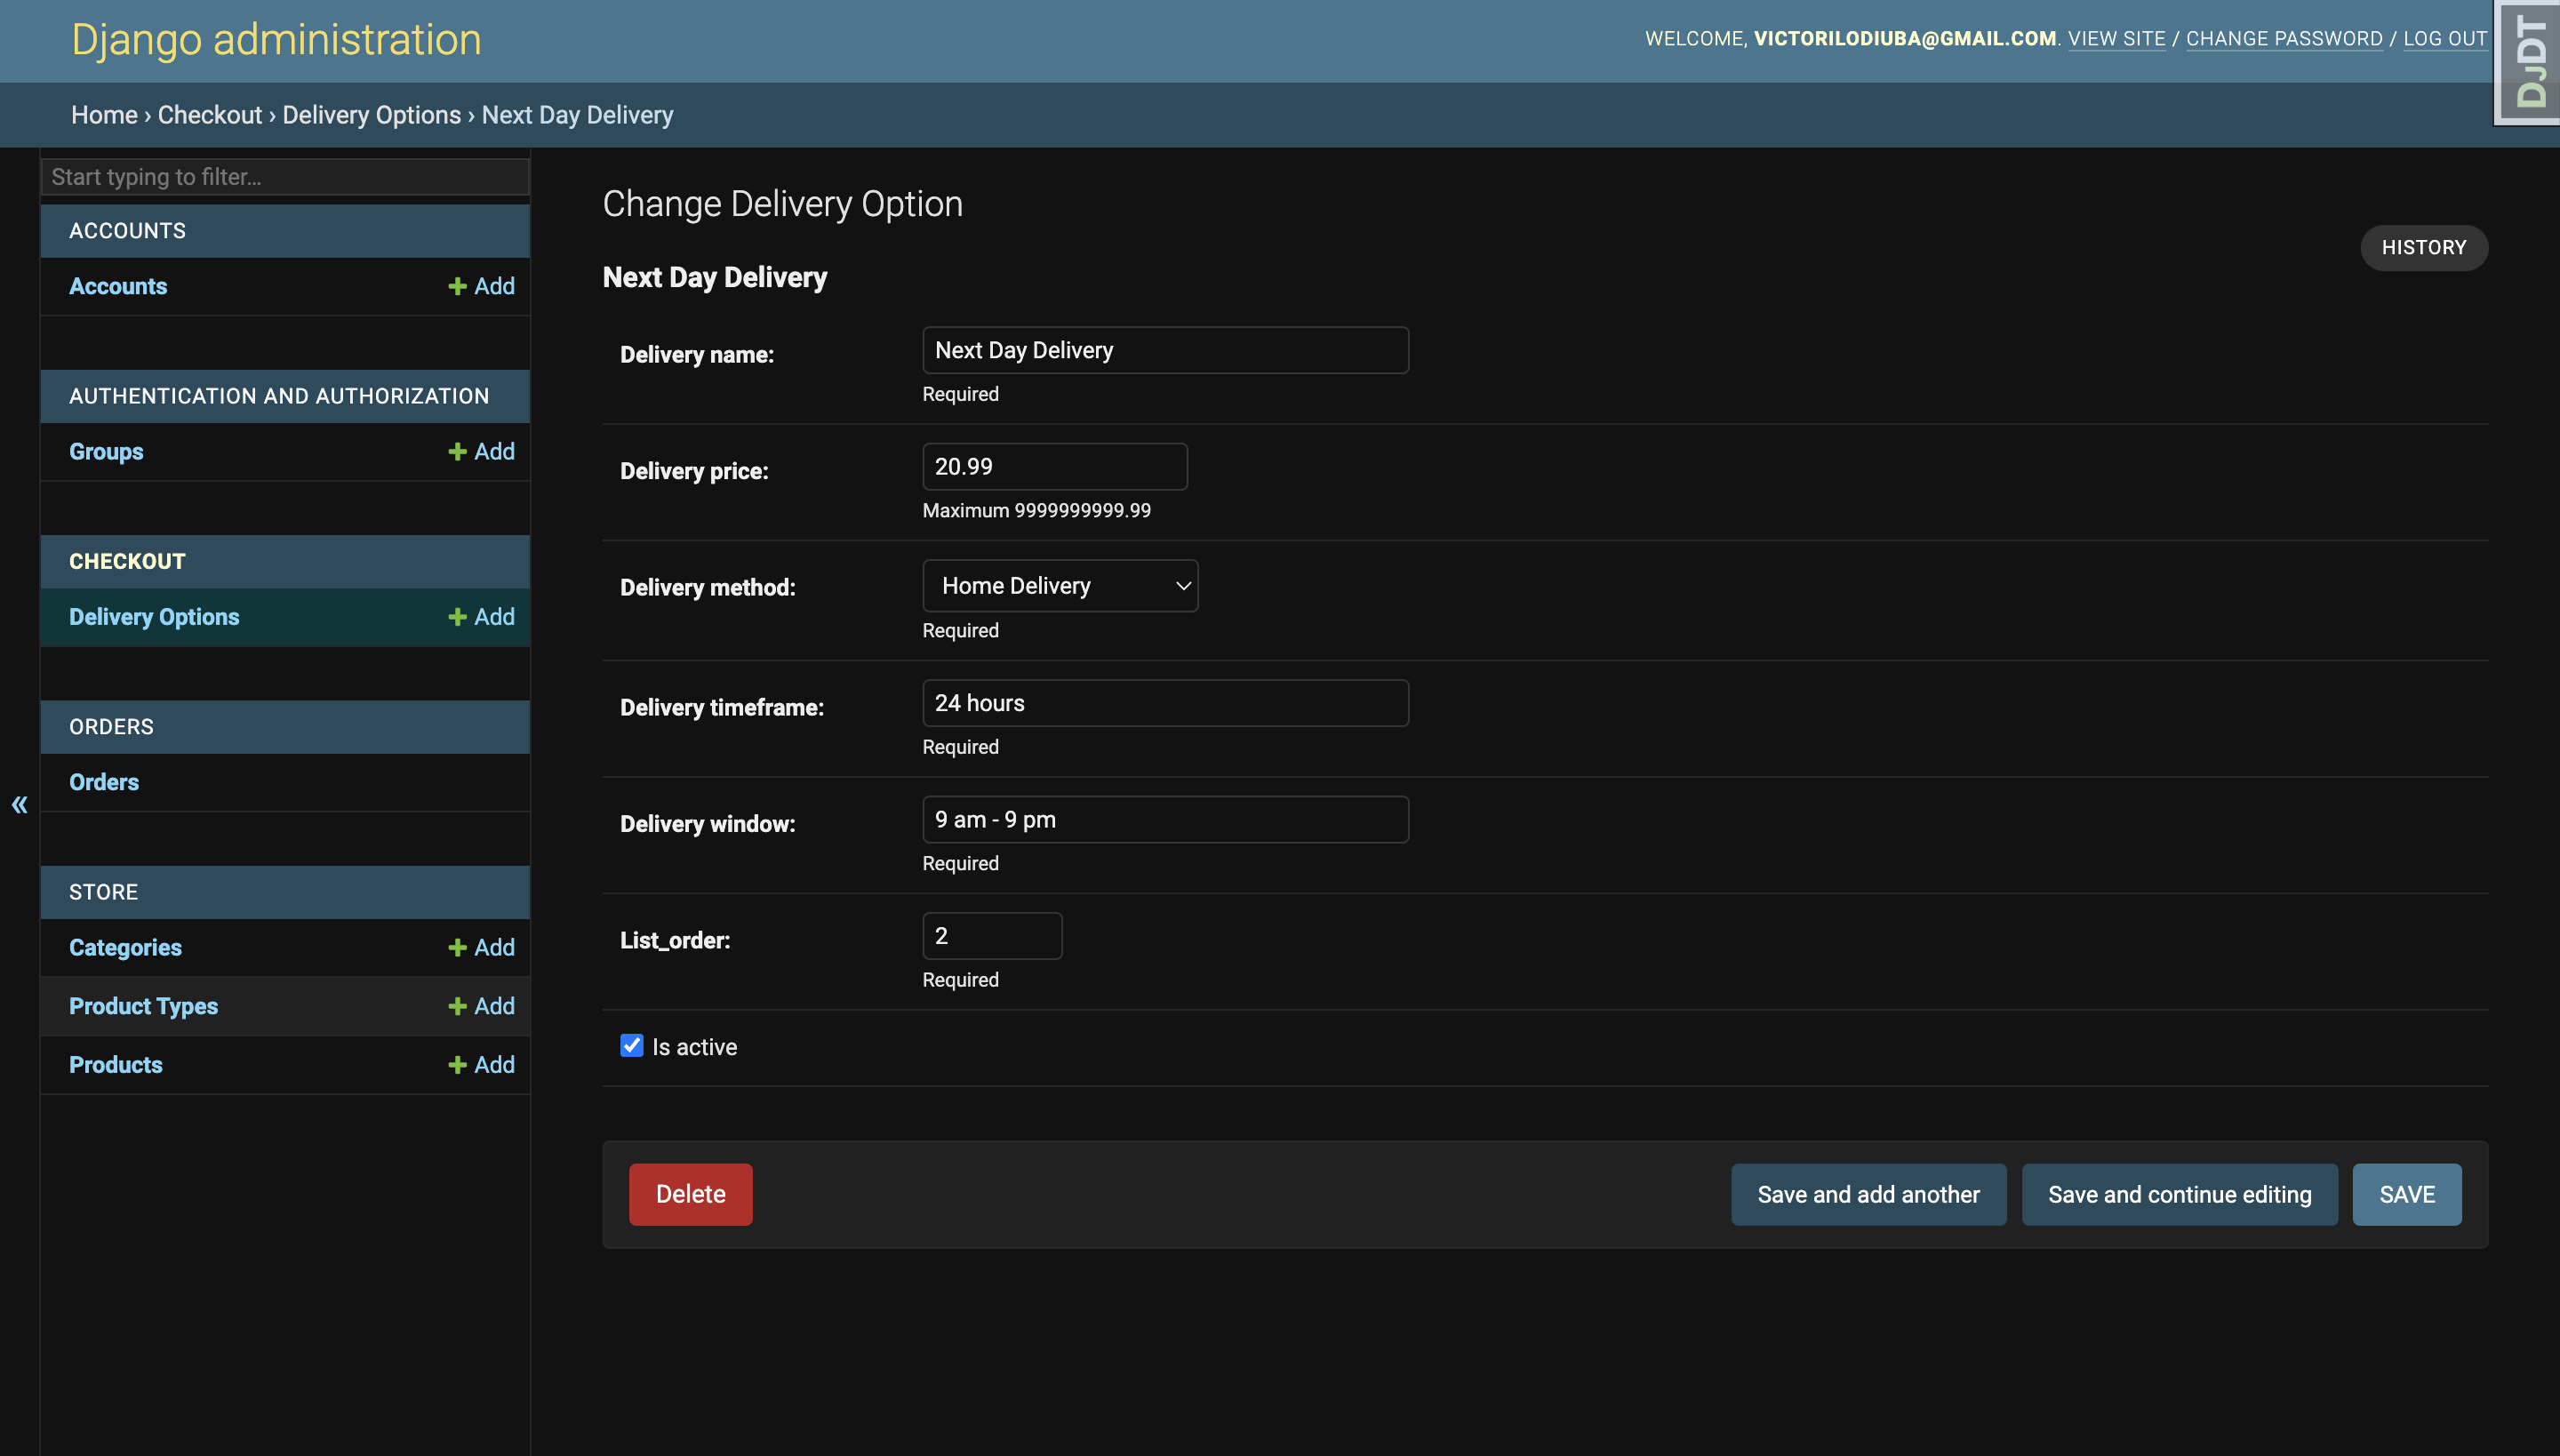 Django administration
WELCOME, VICTORILODIUBA@GMAIL.COM. VIEW SITE / CHANGE PASSWORD / LOG OUT
DJDT
Home › Checkout › Delivery Options › Next Day Delivery
Start typing to filter…
ACCOUNTS
Accounts + Add
AUTHENTICATION AND AUTHORIZATION
Groups + Add
CHECKOUT
Delivery Options + Add
ORDERS
Orders
«
STORE
Categories + Add
Product Types + Add
Products + Add
Change Delivery Option
HISTORY
Next Day Delivery
Delivery name: Next Day Delivery
Required
Delivery price: 20.99
Maximum 9999999999.99
Delivery method: Home Delivery
Required
Delivery timeframe: 24 hours
Required
Delivery window: 9 am - 9 pm
Required
List_order: 2
Required
Is active
Delete
Save and add another
Save and continue editing
SAVE